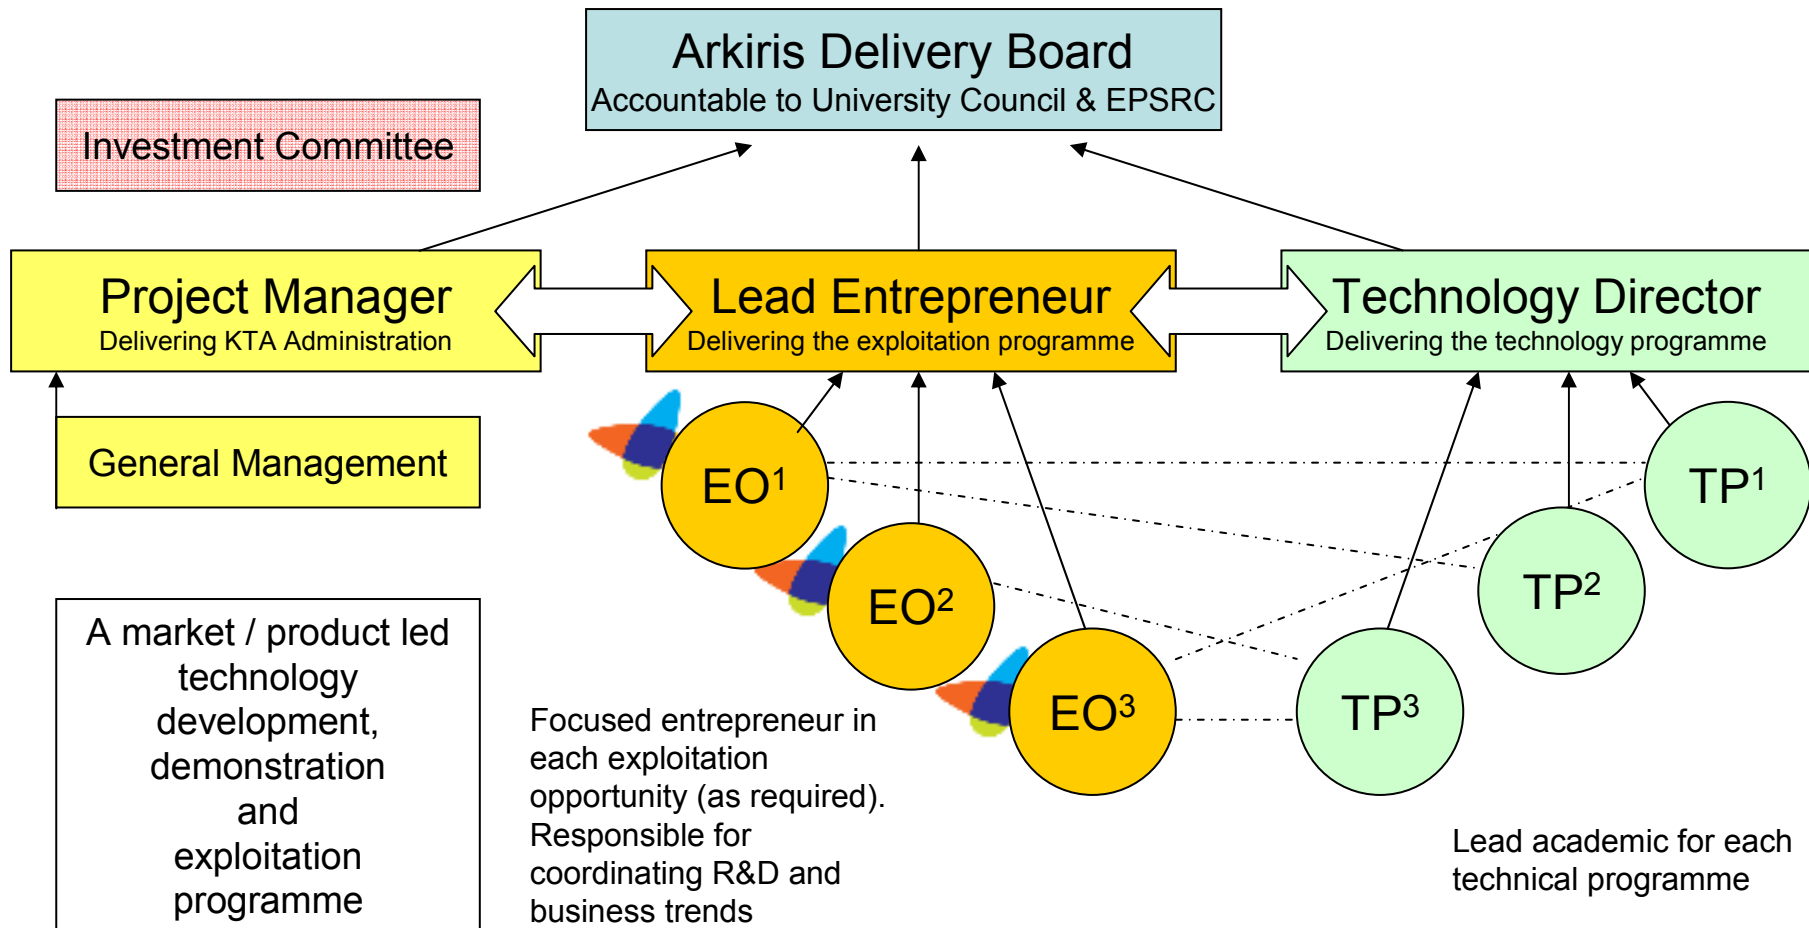 Arkiris Delivery Board
Accountable to University Council & EPSRC
Investment Committee
Project Manager
Delivering KTA Administration
Lead Entrepreneur
Delivering the exploitation programme
Technology Director
Delivering the technology programme
General Management
EO¹
EO²
EO³
TP¹
TP²
TP³
A market / product led
technology
development,
demonstration
and
exploitation
programme
Focused entrepreneur in
each exploitation
opportunity (as required).
Responsible for
coordinating R&D and
business trends
Lead academic for each
technical programme